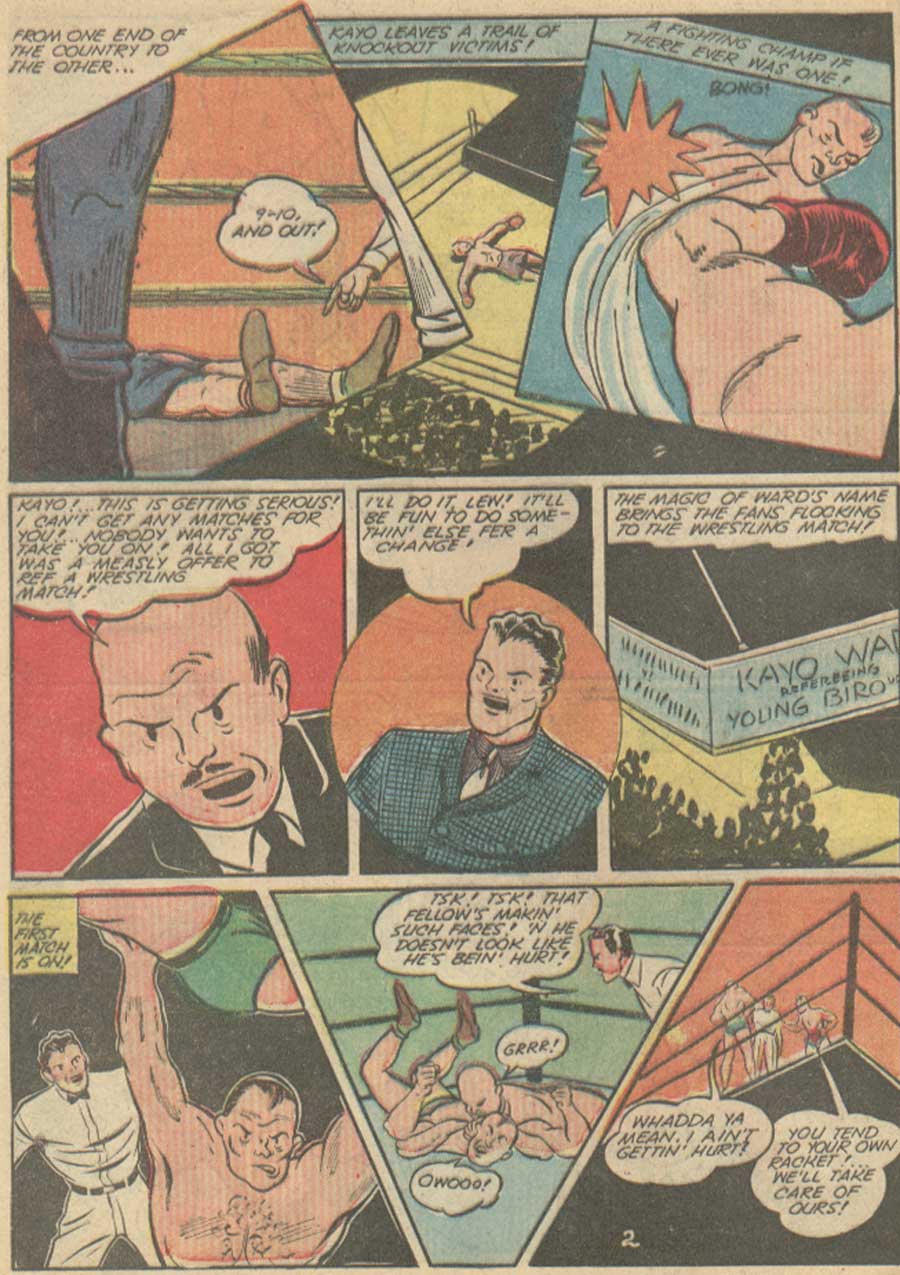 FROM ONE END OF
THE COUNTRY TO
THE OTHER...
KAYO LEAVES A TRAIL OF
KNOCKOUT VICTIMS!
A FIGHTING CHAMP IF
THERE EVER WAS ONE!
BONG!
9-10,
AND OUT!
KAYO!...THIS IS GETTING SERIOUS!
I CAN'T GET ANY MATCHES FOR
YOU!.. NOBODY WANTS TO
TAKE YOU ON! ALL I GOT
WAS A MEASLY OFFER TO
REF A WRESTLING
MATCH!
I'LL DO IT, LEW! IT'LL
BE FUN TO DO SOME-
THIN' ELSE FER A
CHANGE!
THE MAGIC OF WARD'S NAME
BRINGS THE FANS FLOCKING
TO THE WRESTLING MATCH!
KAYO WAR
REFEREEING
YOUNG BIRO VS
THE
FIRST
MATCH
IS ON!
TSK! TSK! THAT
FELLOW'S MAKIN'
SUCH FACES! 'N HE
DOESN'T LOOK LIKE
HE'S BEIN' HURT!
GRRR!
OWOOO!
WHADDA YA
MEAN, I AIN'T
GETTIN' HURT?
YOU TEND
TO YOUR OWN
RACKET!...
WE'LL TAKE
CARE OF
OURS!
2